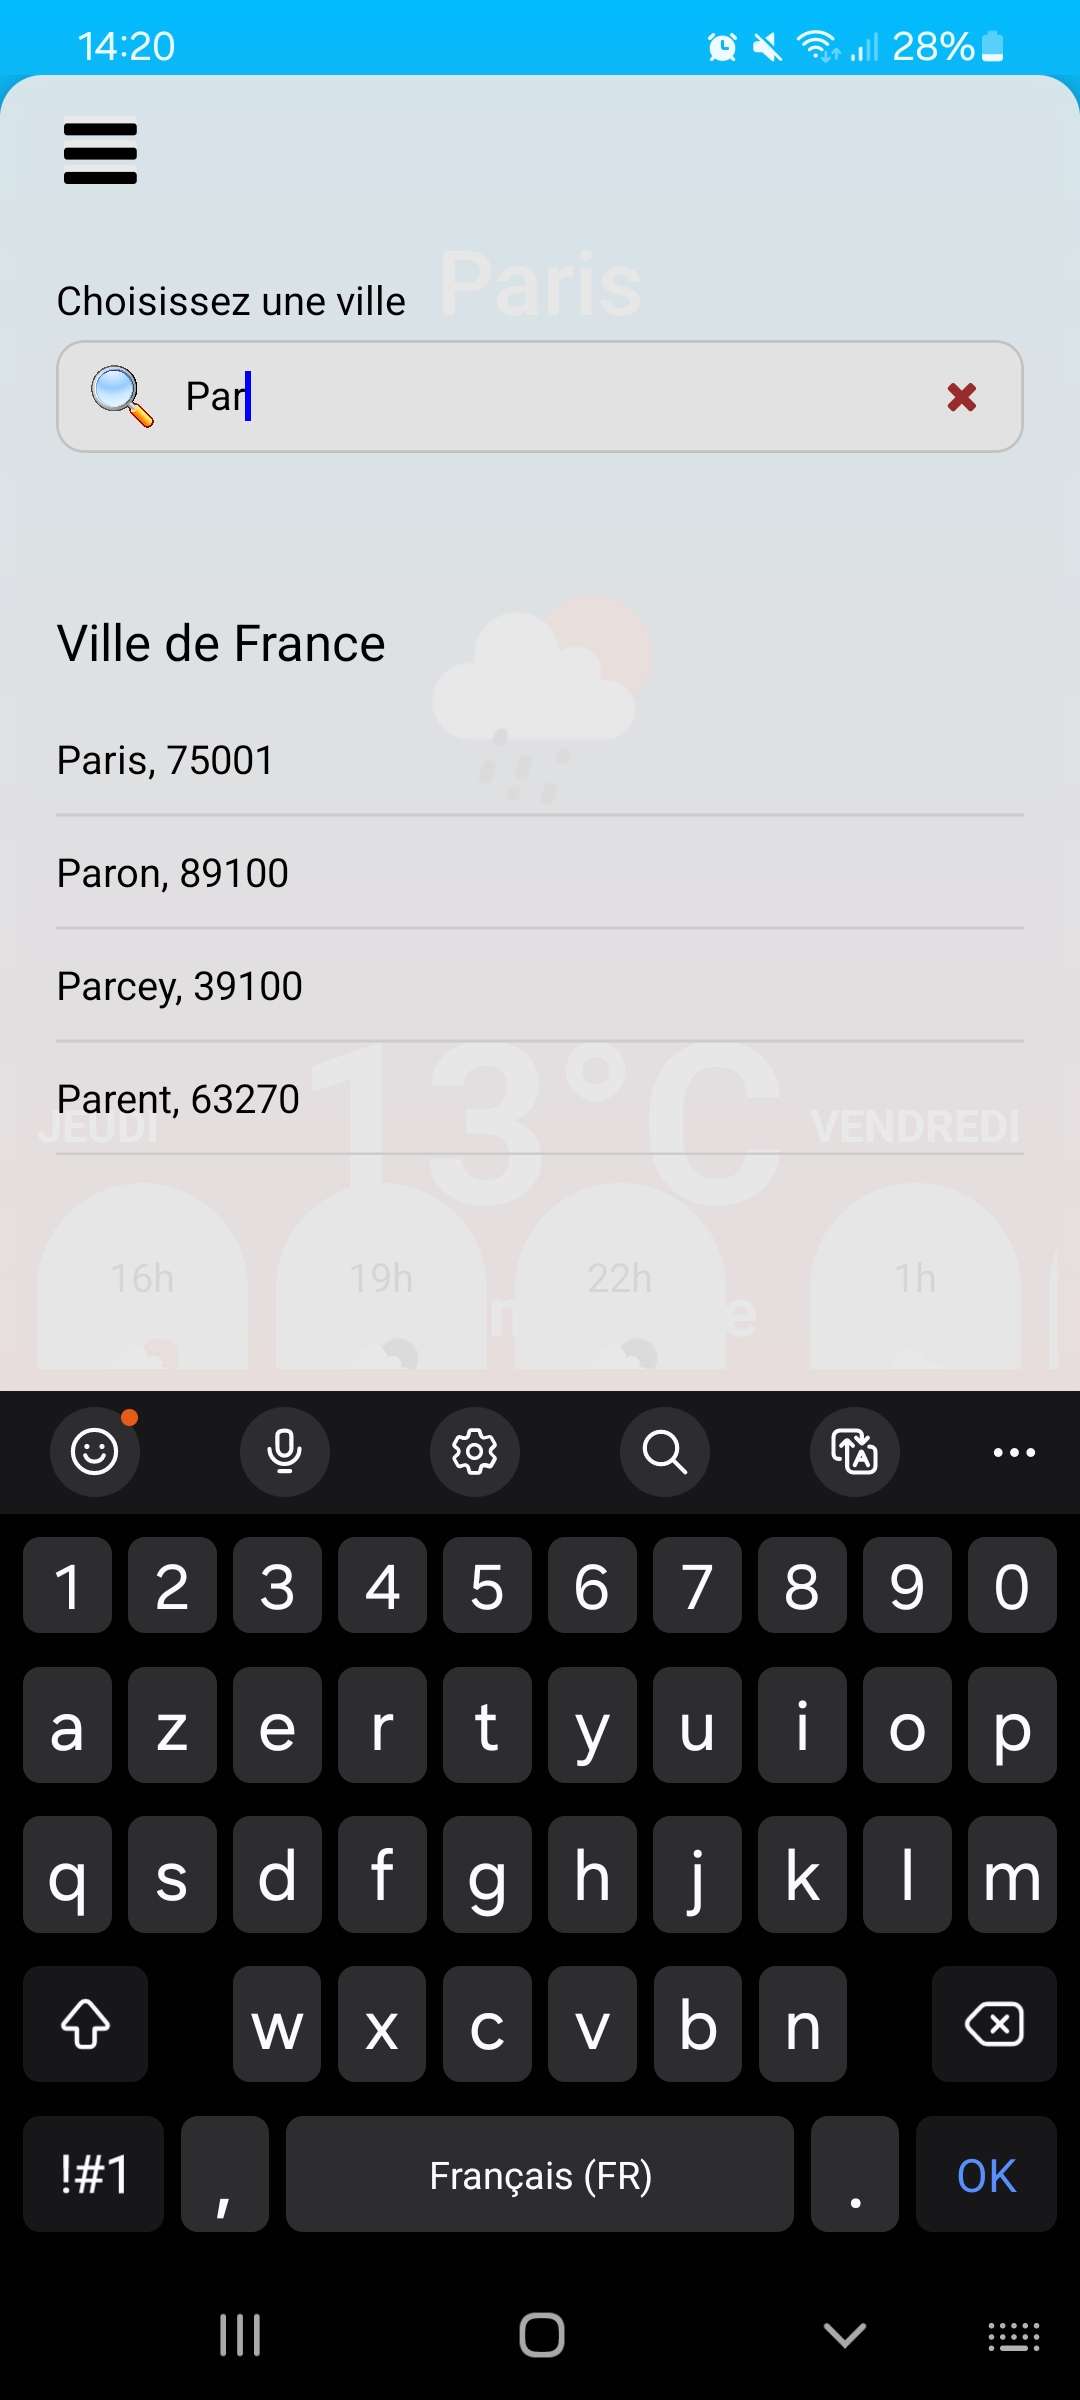 14:20
28%
Paris
Choisissez une ville
Par
Ville de France
Paris, 75001
Paron, 89100
Parcey, 39100
13°C
Parent, 63270
JEUDI
VENDREDI
16h
19h
22h
1h
1 2 3 4 5 6 7 8 9 0
a z e r t y u i o p
q s d f g h j k l m
w x c v b n
!#1 , Français (FR) . OK